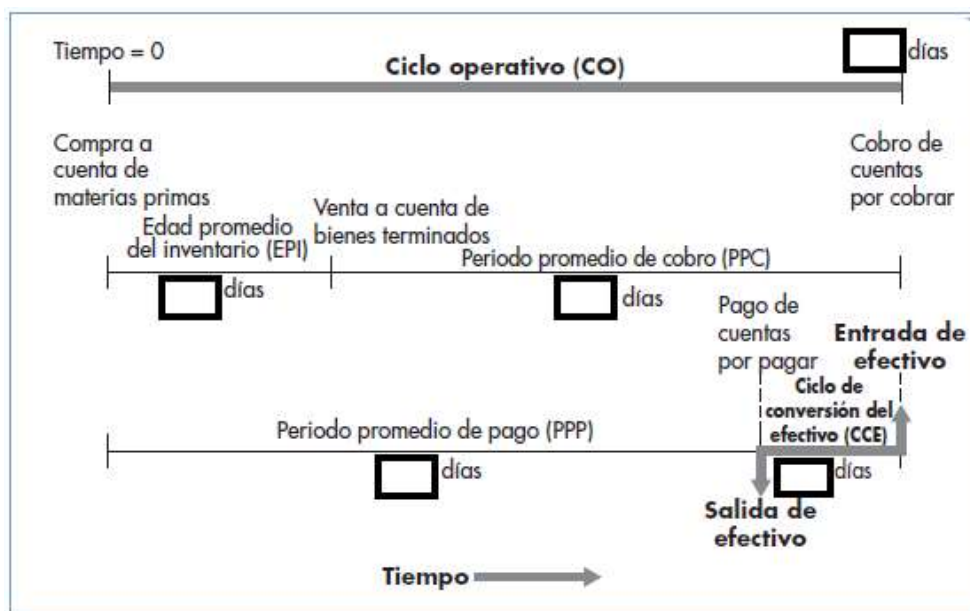 Tiempo = 0
días
Ciclo operativo (CO)
Compra a
cuenta de
materias primas
Cobro de
cuentas
por cobrar
Edad promedio
del inventario (EPI)
Venta a cuenta de
bienes terminados
Periodo promedio de cobro (PPC)
días
días
Pago de
cuentas
por pagar
Entrada de
efectivo
Ciclo de
conversión del
efectivo (CCE)
Periodo promedio de pago (PPP)
días
días
Salida de
efectivo
Tiempo